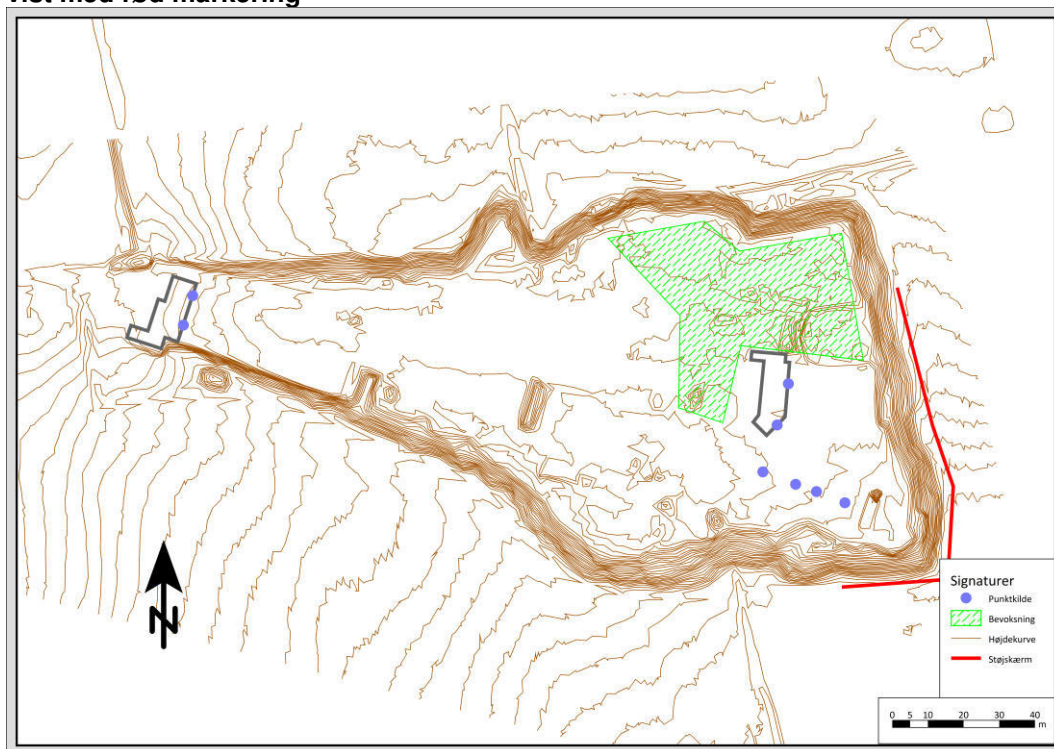 Vist med rød markering
N
Signaturer
Punktkilde
Bevoksning
Højdekurve
Støjskærm
0 5 10 20 30 40
m